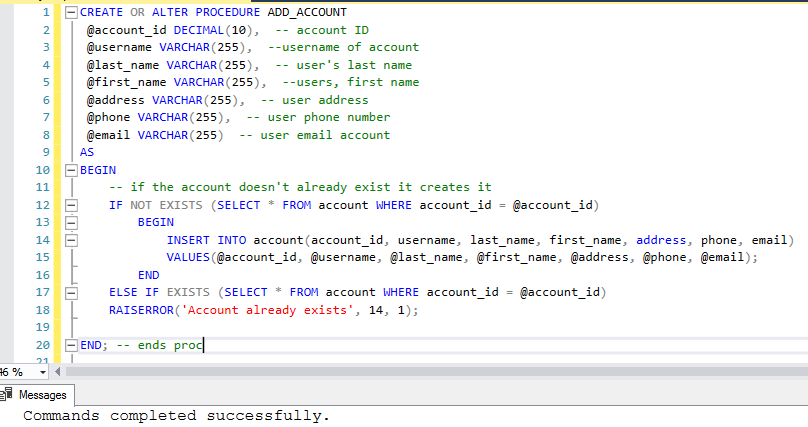 1 CREATE OR ALTER PROCEDURE ADD_ACCOUNT
2 @account_id DECIMAL(10),  -- account ID
3 @username VARCHAR(255),  --username of account
4 @last_name VARCHAR(255),  -- user's last name
5 @first_name VARCHAR(255),  --users, first name
6 @address VARCHAR(255),  -- user address
7 @phone VARCHAR(255),  -- user phone number
8 @email VARCHAR(255)  -- user email account
9 AS
10 BEGIN
11 -- if the account doesn't already exist it creates it
12 IF NOT EXISTS (SELECT * FROM account WHERE account_id = @account_id)
13 BEGIN
14 INSERT INTO account(account_id, username, last_name, first_name, address, phone, email)
15 VALUES(@account_id, @username, @last_name, @first_name, @address, @phone, @email);
16 END
17 ELSE IF EXISTS (SELECT * FROM account WHERE account_id = @account_id)
18 RAISERROR('Account already exists', 14, 1);
19
20 END; -- ends proc
21
46 %
Messages
Commands completed successfully.